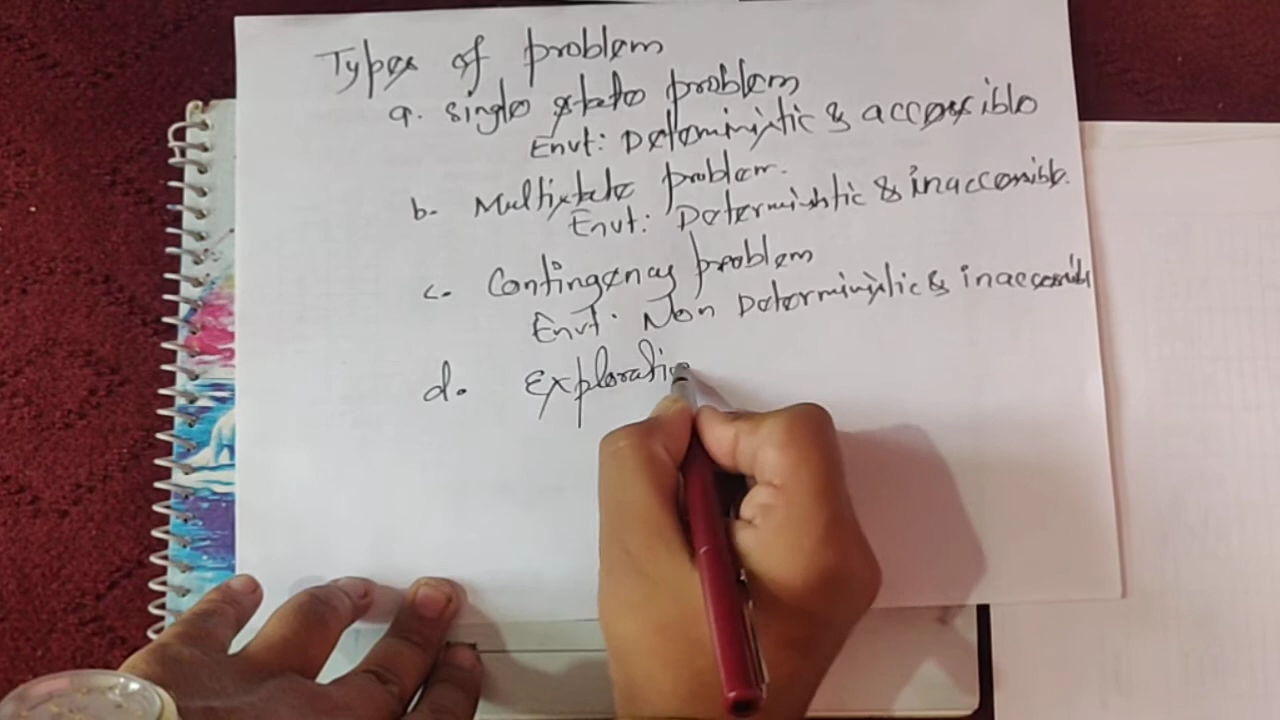 Types of problem
a. Single state problem
Envt: Deterministic & accessible
b. Multistate problem.
Envt: Deterministic & inaccessible.
c. Contingency problem
Envt: Non Deterministic & inaccessible
d. Exploratio